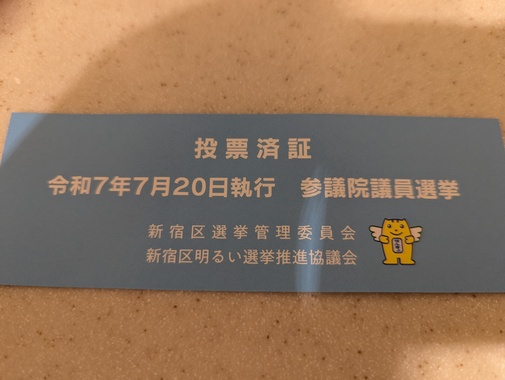 投票済証
令和7年7月20日執行　参議院議員選挙
新宿区選挙管理委員会
新宿区明るい選挙推進協議会